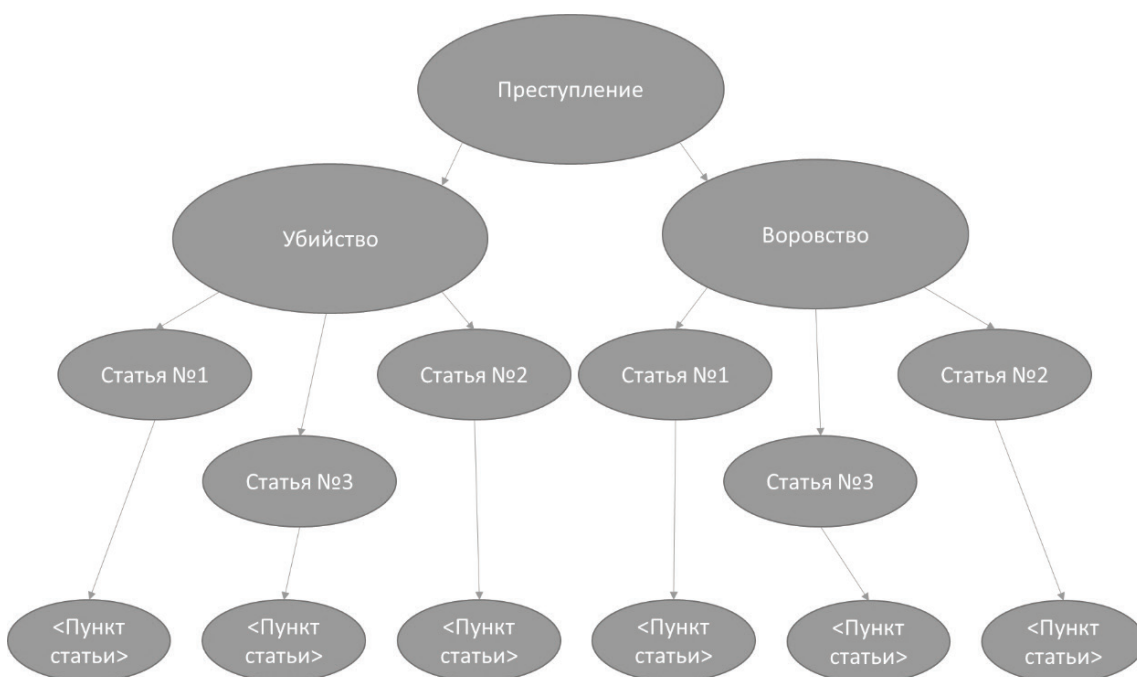 Преступление
Убийство
Воровство
Статья №1
Статья №2
Статья №1
Статья №2
Статья №3
Статья №3
<Пункт
статьи>
<Пункт
статьи>
<Пункт
статьи>
<Пункт
статьи>
<Пункт
статьи>
<Пункт
статьи>